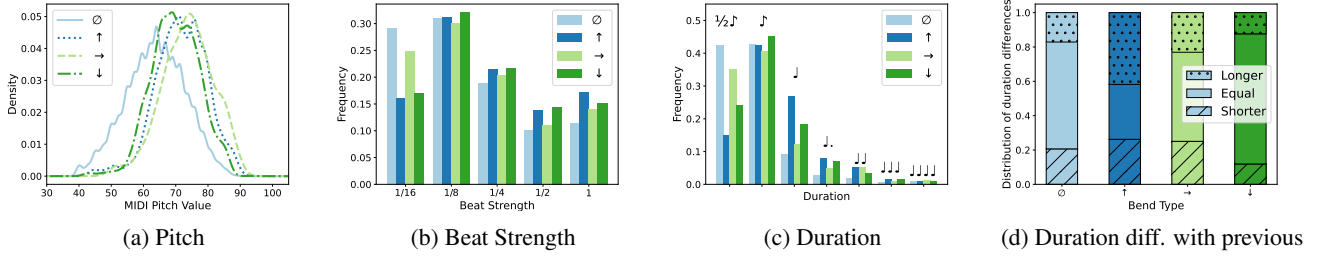 0.05
0.04
0.03
0.02
0.01
0.00
Density
30 40 50 60 70 80 90 100
MIDI Pitch Value
∅
↑
→
↓
(a) Pitch
0.30
0.25
0.20
0.15
0.10
0.05
0.00
Frequency
1/16 1/8 1/4 1/2 1
Beat Strength
∅
↑
→
↓
(b) Beat Strength
0.5
0.4
0.3
0.2
0.1
0.0
Frequency
½♪ ♪ ♩ ♩. ♩♩ ♩♩♩ ♩♩♩♩
Duration
∅
↑
→
↓
(c) Duration
1.0
0.8
0.6
0.4
0.2
0.0
Distribution of duration differences
Longer
Equal
Shorter
∅ ↑ → ↓
Bend Type
(d) Duration diff. with previous